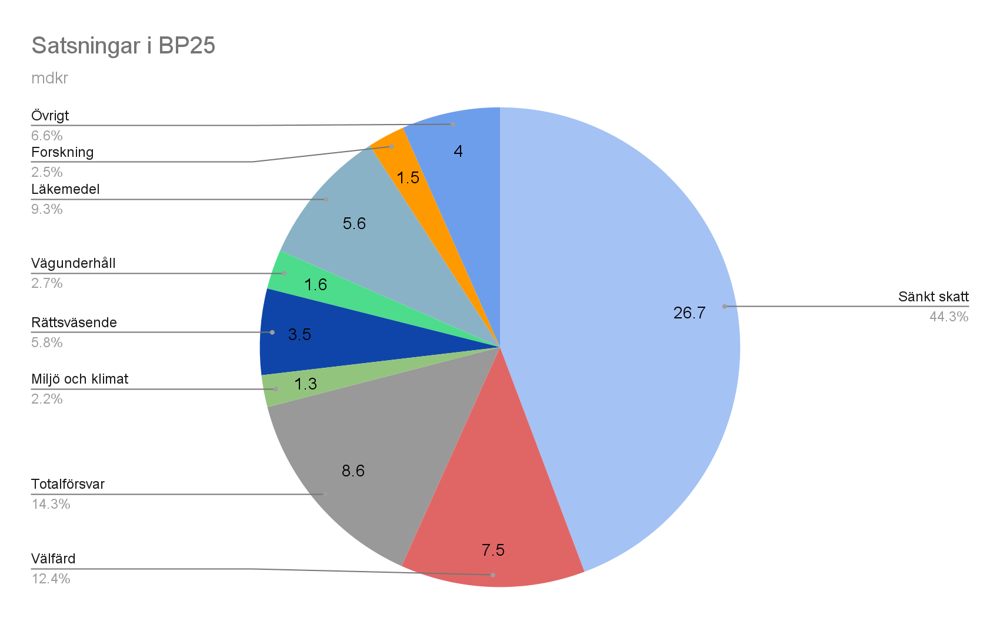 Satsningar i BP25
mdkr
Övrigt
6.6%
Forskning
2.5%
Läkemedel
9.3%
Vägunderhåll
2.7%
Rättsväsende
5.8%
Miljö och klimat
2.2%
Totalförsvar
14.3%
Välfärd
12.4%
4
1.5
5.6
1.6
3.5
1.3
8.6
7.5
26.7
Sänkt skatt
44.3%